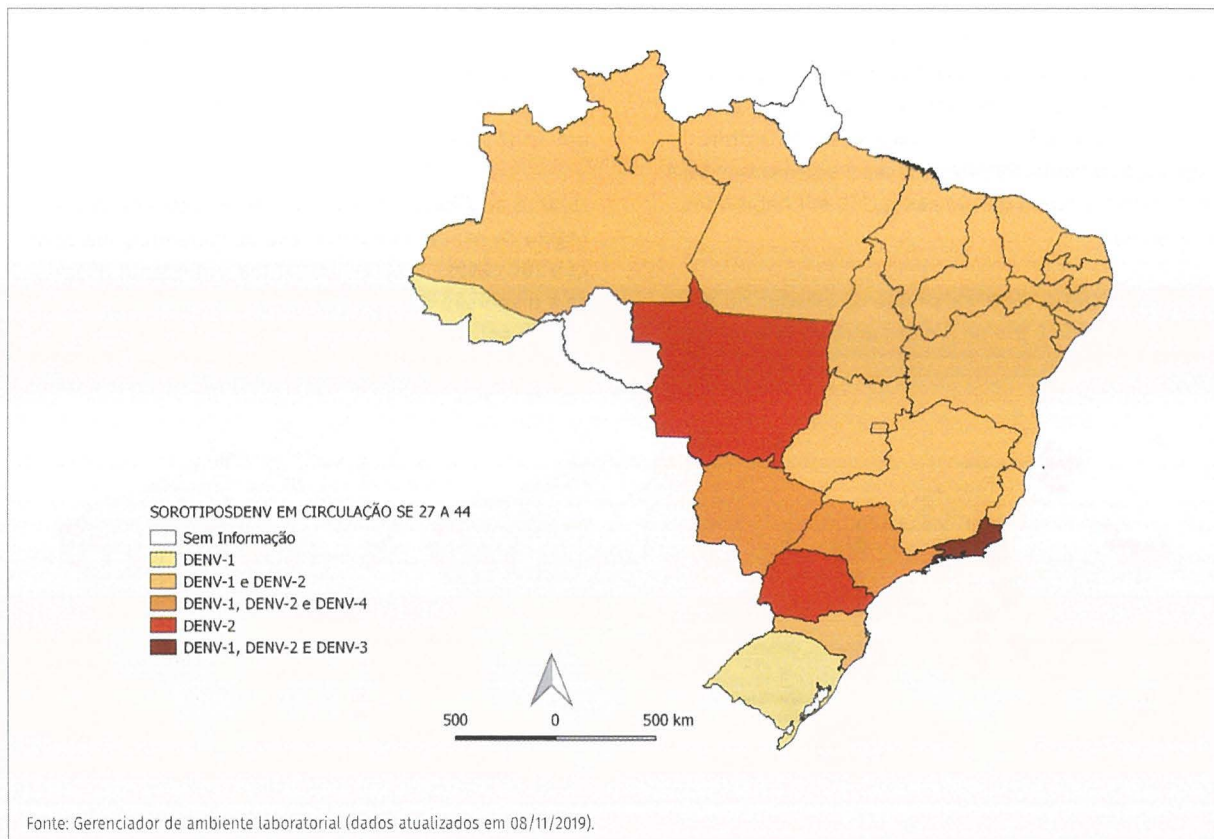 SOROTIPOSDENV EM CIRCULAÇÃO SE 27 A 44
Sem Informação
DENV-1
DENV-1 e DENV-2
DENV-1, DENV-2 e DENV-4
DENV-2
DENV-1, DENV-2 E DENV-3
500 0 500 km
Fonte: Gerenciador de ambiente laboratorial (dados atualizados em 08/11/2019).